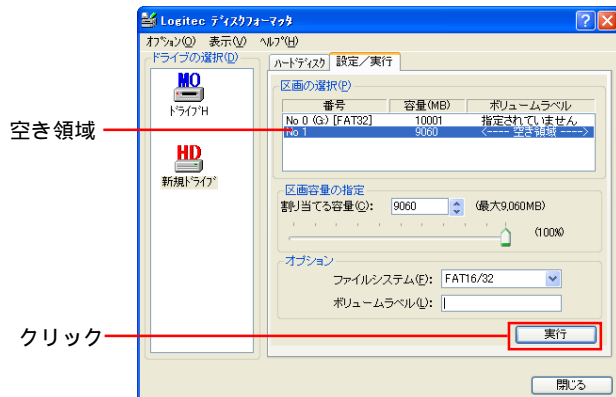 Logitec ディスクフォーマッタ
オプション(O) 表示(V) ヘルプ(H)
ドライブの選択(D)
MO
ドライブH
HD
新規ドライブ
ハードディスク 設定／実行
区画の選択(P)
番号 容量(MB) ボリュームラベル
No 0 (G:) [FAT32] 10001 指定されていません
No 1 9060 <---- 空き領域 ---->
区画容量の指定
割り当てる容量(C): 9060 (最大9,060MB)
(100%)
オプション
ファイルシステム(F): FAT16/32
ボリュームラベル(L):
実行
閉じる
空き領域
クリック